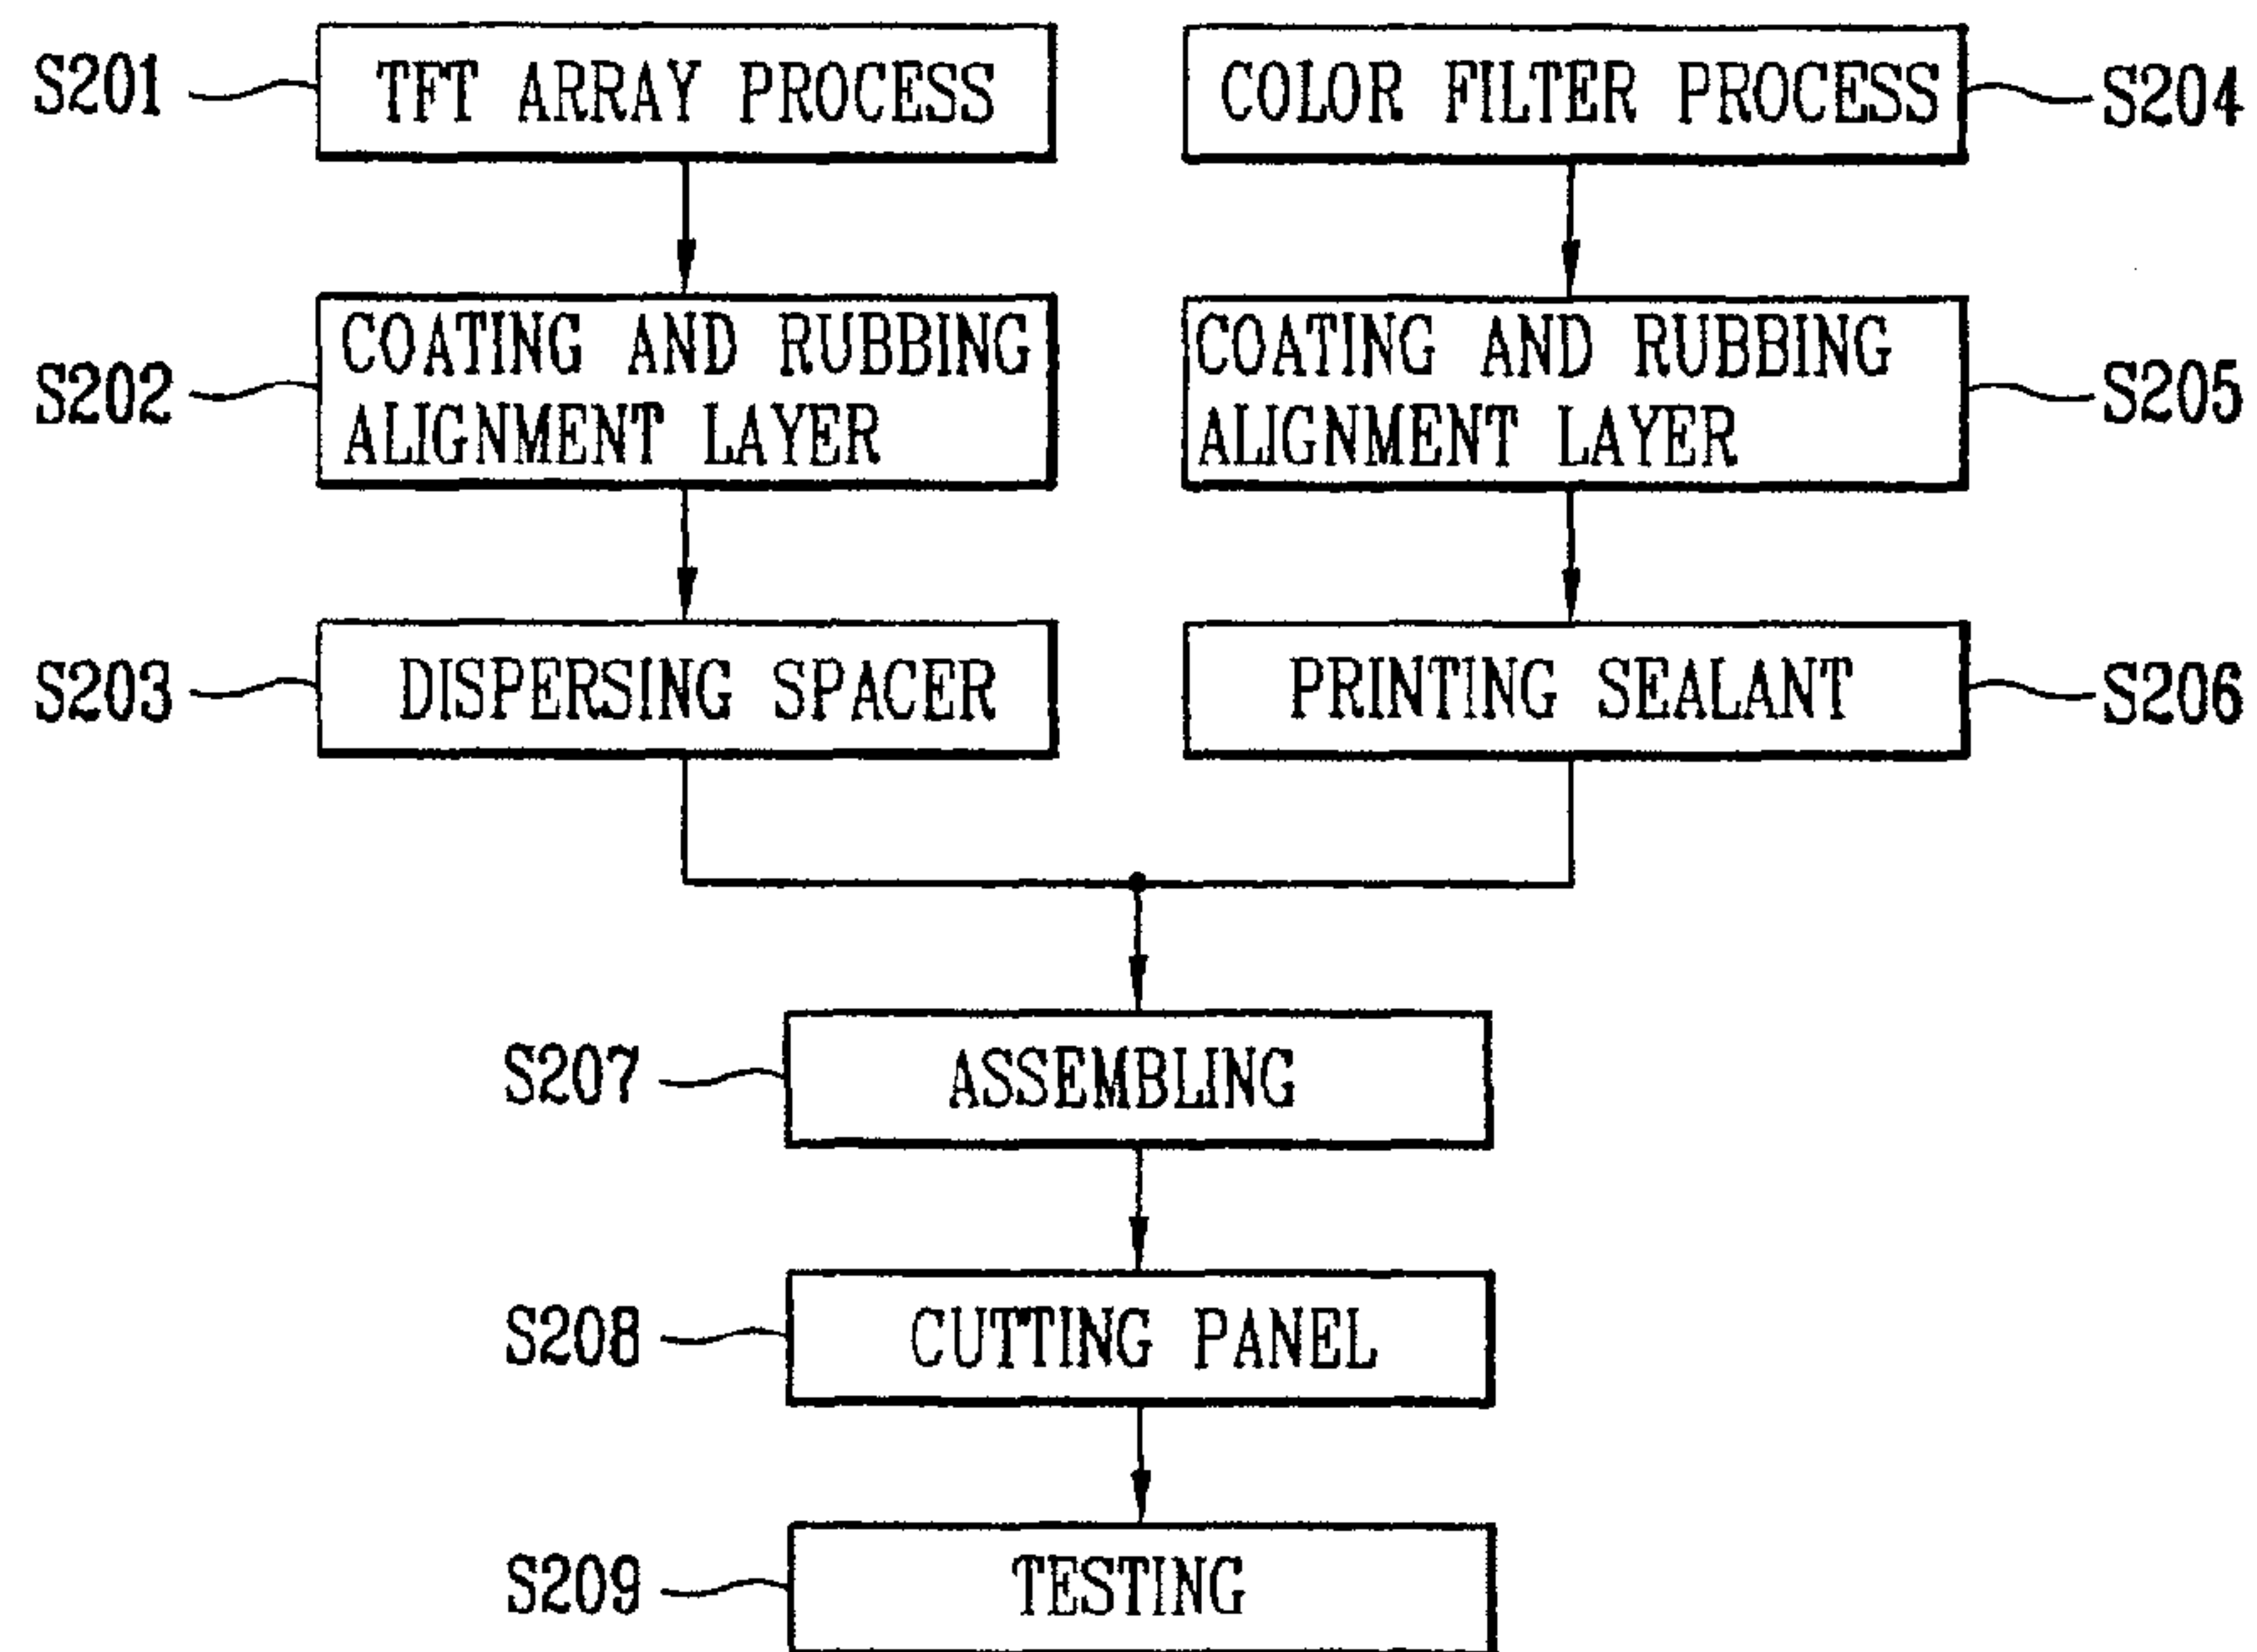 S201
TFT ARRAY PROCESS
COLOR FILTER PROCESS
S204
S202
COATING AND RUBBING
ALIGNMENT LAYER
COATING AND RUBBING
ALIGNMENT LAYER
S205
S203
DISPERSING SPACER
PRINTING SEALANT
S206
S207
ASSEMBLING
S208
CUTTING PANEL
S209
TESTING